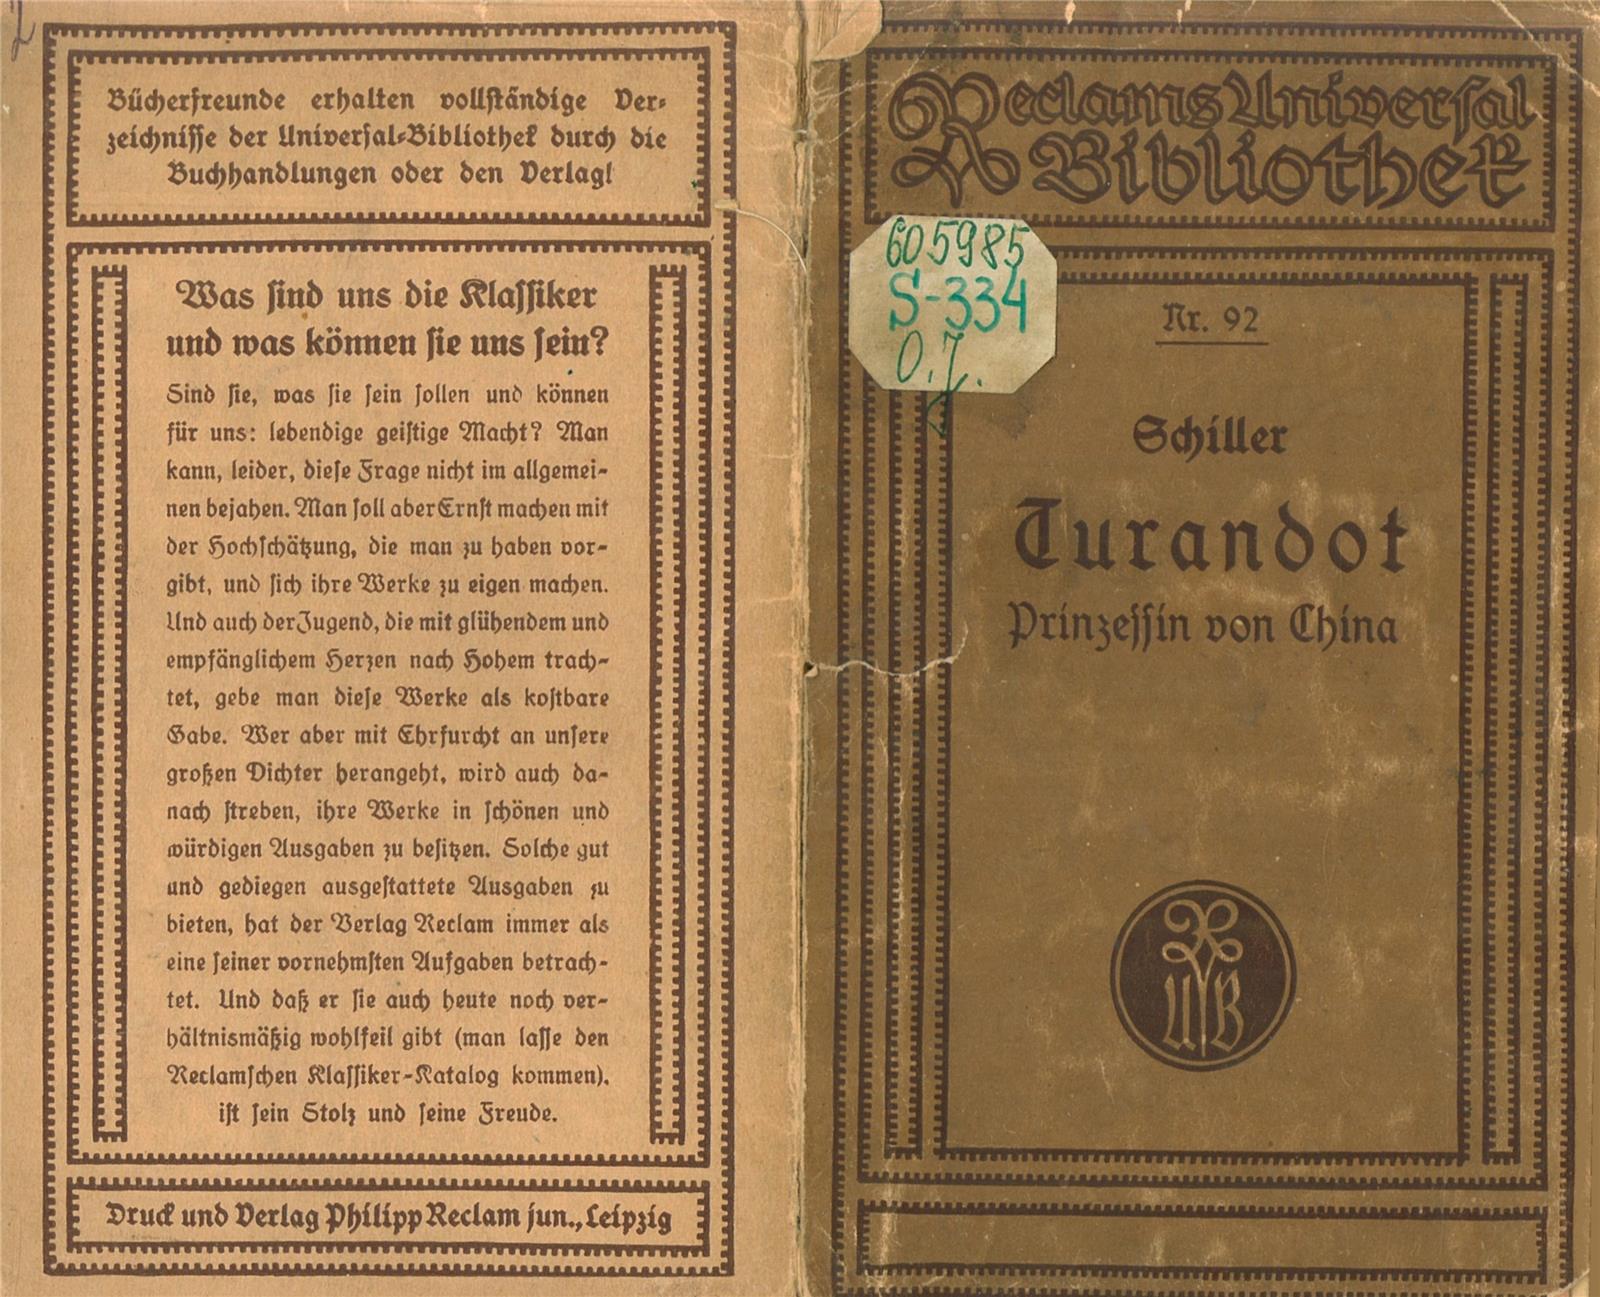 Bücherfreunde erhalten vollständige Ver-
zeichnisse der Universal-Bibliothek durch die
Buchhandlungen oder den Verlag!
Was sind uns die Klassiker
und was können sie uns sein?
Sind sie, was sie sein sollen und können
für uns: lebendige geistige Macht? Man
kann, leider, diese Frage nicht im allgemei-
nen bejahen. Man soll aber Ernst machen mit
der Hochschätzung, die man zu haben vor-
gibt, und sich ihre Werke zu eigen machen.
Und auch der Jugend, die mit glühendem und
empfänglichem Herzen nach Hohem trach-
tet, gebe man diese Werke als kostbare
Gabe. Wer aber mit Ehrfurcht an unsere
großen Dichter herangeht, wird auch da-
nach streben, ihre Werke in schönen und
würdigen Ausgaben zu besitzen. Solche gut
und gediegen ausgestattete Ausgaben zu
bieten, hat der Verlag Reclam immer als
eine seiner vornehmsten Aufgaben betrach-
tet. Und daß er sie auch heute noch ver-
hältnismäßig wohlfeil gibt (man lasse den
Reclamschen Klassiker-Katalog kommen),
ist sein Stolz und seine Freude.
Druck und Verlag Philipp Reclam jun., Leipzig
Reclams Universal
Bibliothek
605985
S-334
O.J.
Nr. 92
Schiller
Turandot
Prinzessin von China
R
UB